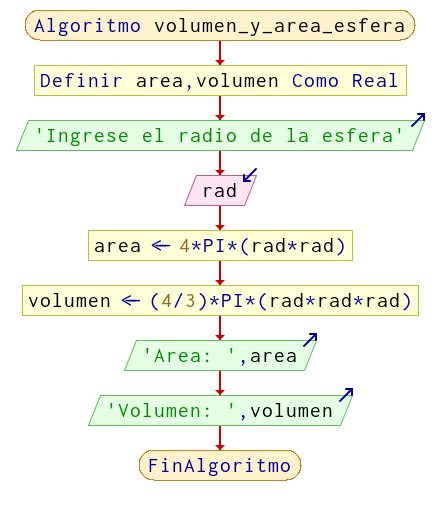 Algoritmo volumen_y_area_esfera
Definir area,volumen Como Real
'Ingrese el radio de la esfera'
rad
area ← 4*PI*(rad*rad)
volumen ← (4/3)*PI*(rad*rad*rad)
'Area: ',area
'Volumen: ',volumen
FinAlgoritmo